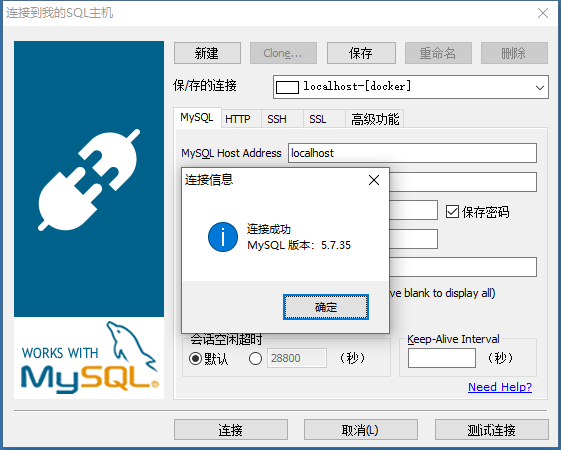 连接到我的SQL主机
新建 Clone... 保存 重命名 删除
保/存的连接 localhost-[docker]
MySQL HTTP SSH SSL 高级功能
MySQL Host Address localhost
连接信息
保存密码
连接成功
MySQL 版本：5.7.35
ve blank to display all)
确定
会话空闲超时 Keep-Alive Interval
默认 28800 （秒） （秒）
Need Help?
WORKS WITH
MySQL®
连接 取消(L) 测试连接